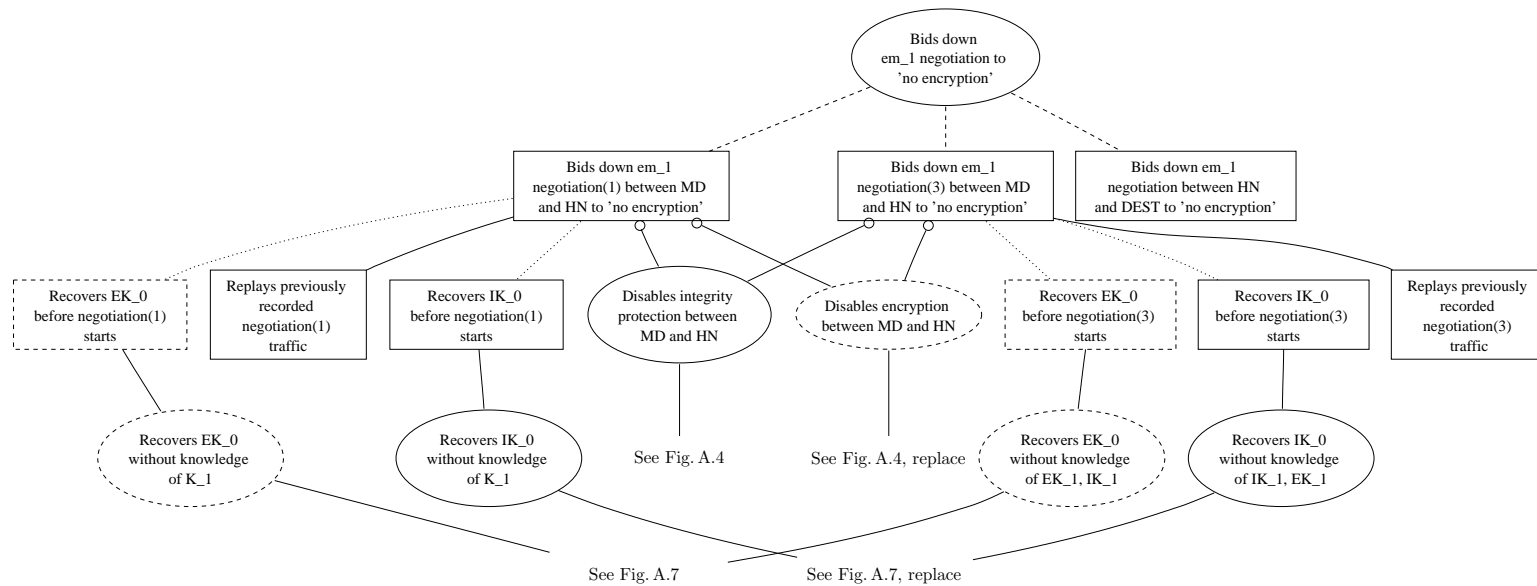 Bids down
em_1 negotiation to
’no encryption’
Bids down em_1
negotiation(1) between MD
and HN to ’no encryption’
Bids down em_1
negotiation(3) between MD
and HN to ’no encryption’
Bids down em_1
negotiation between HN
and DEST to ’no encryption’
Recovers EK_0
before negotiation(1)
starts
Replays previously
recorded
negotiation(1)
traffic
Recovers IK_0
before negotiation(1)
starts
Disables integrity
protection between
MD and HN
Disables encryption
between MD and HN
Recovers EK_0
before negotiation(3)
starts
Recovers IK_0
before negotiation(3)
starts
Replays previously
recorded
negotiation(3)
traffic
Recovers EK_0
without knowledge
of K_1
Recovers IK_0
without knowledge
of K_1
See Fig. A.4
See Fig. A.4, replace
Recovers EK_0
without knowledge
of EK_1, IK_1
Recovers IK_0
without knowledge
of IK_1, EK_1
See Fig. A.7
See Fig. A.7, replace